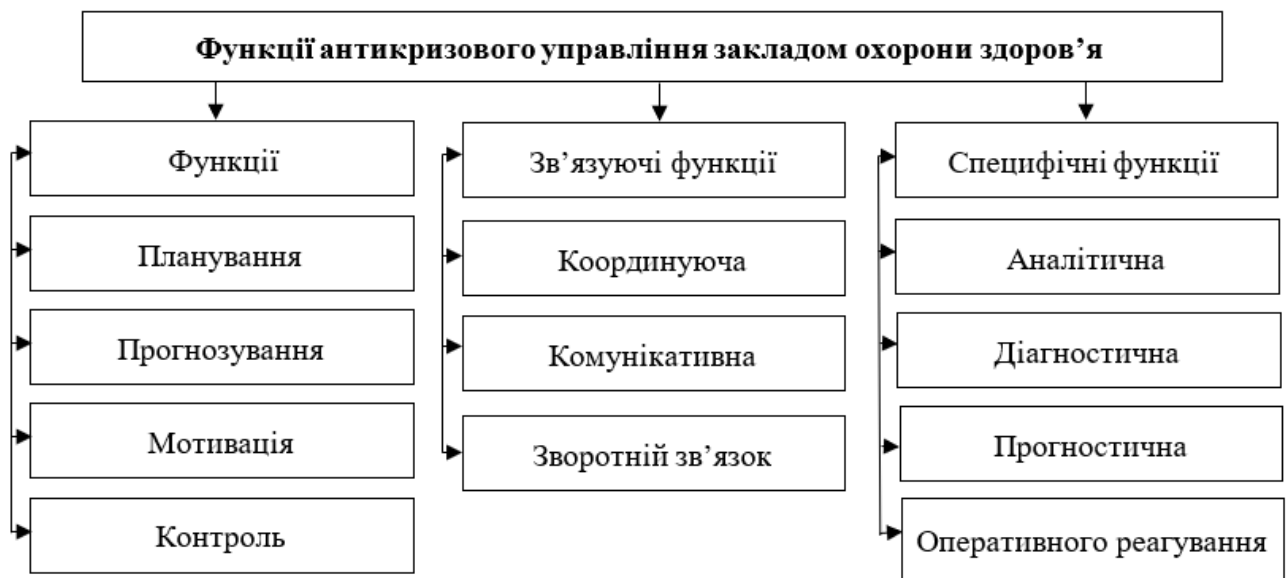 Функції антикризового управління закладом охорони здоров’я
Функції
Планування
Прогнозування
Мотивація
Контроль
Зв’язуючі функції
Координуюча
Комунікативна
Зворотній зв’язок
Специфічні функції
Аналітична
Діагностична
Прогностична
Оперативного реагування